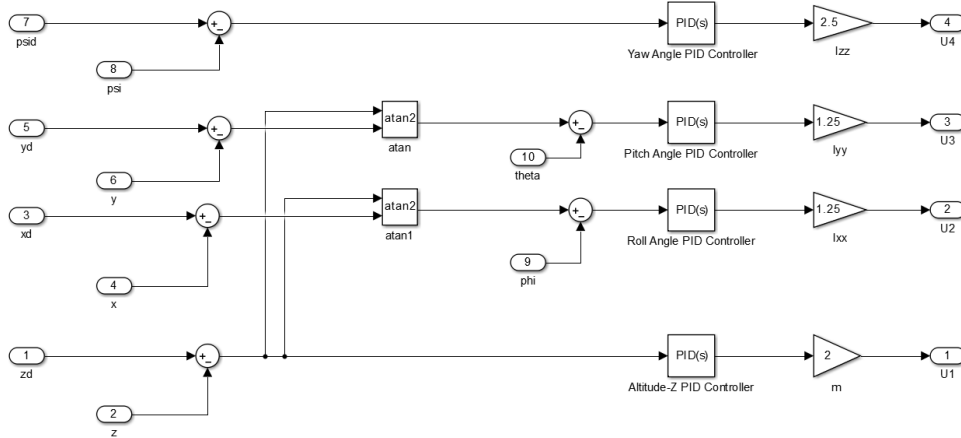 7
psid
+
−
8
psi
PID(s)
Yaw Angle PID Controller
2.5
Izz
4
U4
5
yd
+
−
6
y
atan2
atan
+
−
10
theta
PID(s)
Pitch Angle PID Controller
1.25
Iyy
3
U3
3
xd
+
−
4
x
atan2
atan1
+
−
9
phi
PID(s)
Roll Angle PID Controller
1.25
Ixx
2
U2
1
zd
+
−
2
z
PID(s)
Altitude-Z PID Controller
2
m
1
U1